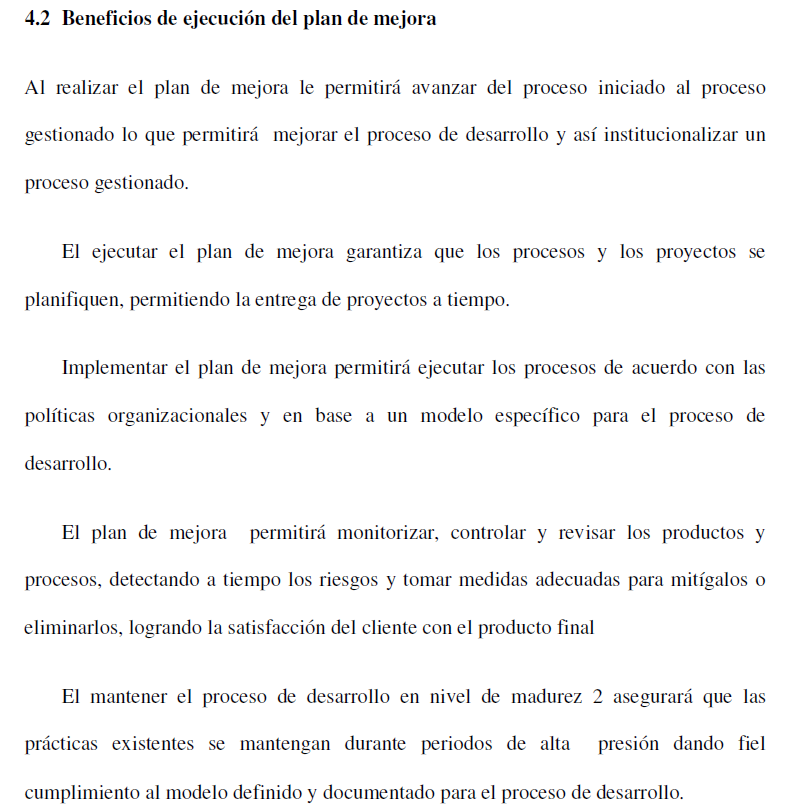 4.2 Beneficios de ejecución del plan de mejora
Al realizar el plan de mejora le permitirá avanzar del proceso iniciado al proceso
gestionado lo que permitirá mejorar el proceso de desarrollo y así institucionalizar un
proceso gestionado.
El ejecutar el plan de mejora garantiza que los procesos y los proyectos se
planifiquen, permitiendo la entrega de proyectos a tiempo.
Implementar el plan de mejora permitirá ejecutar los procesos de acuerdo con las
políticas organizacionales y en base a un modelo específico para el proceso de
desarrollo.
El plan de mejora permitirá monitorizar, controlar y revisar los productos y
procesos, detectando a tiempo los riesgos y tomar medidas adecuadas para mitígalos o
eliminarlos, logrando la satisfacción del cliente con el producto final
El mantener el proceso de desarrollo en nivel de madurez 2 asegurará que las
prácticas existentes se mantengan durante periodos de alta presión dando fiel
cumplimiento al modelo definido y documentado para el proceso de desarrollo.